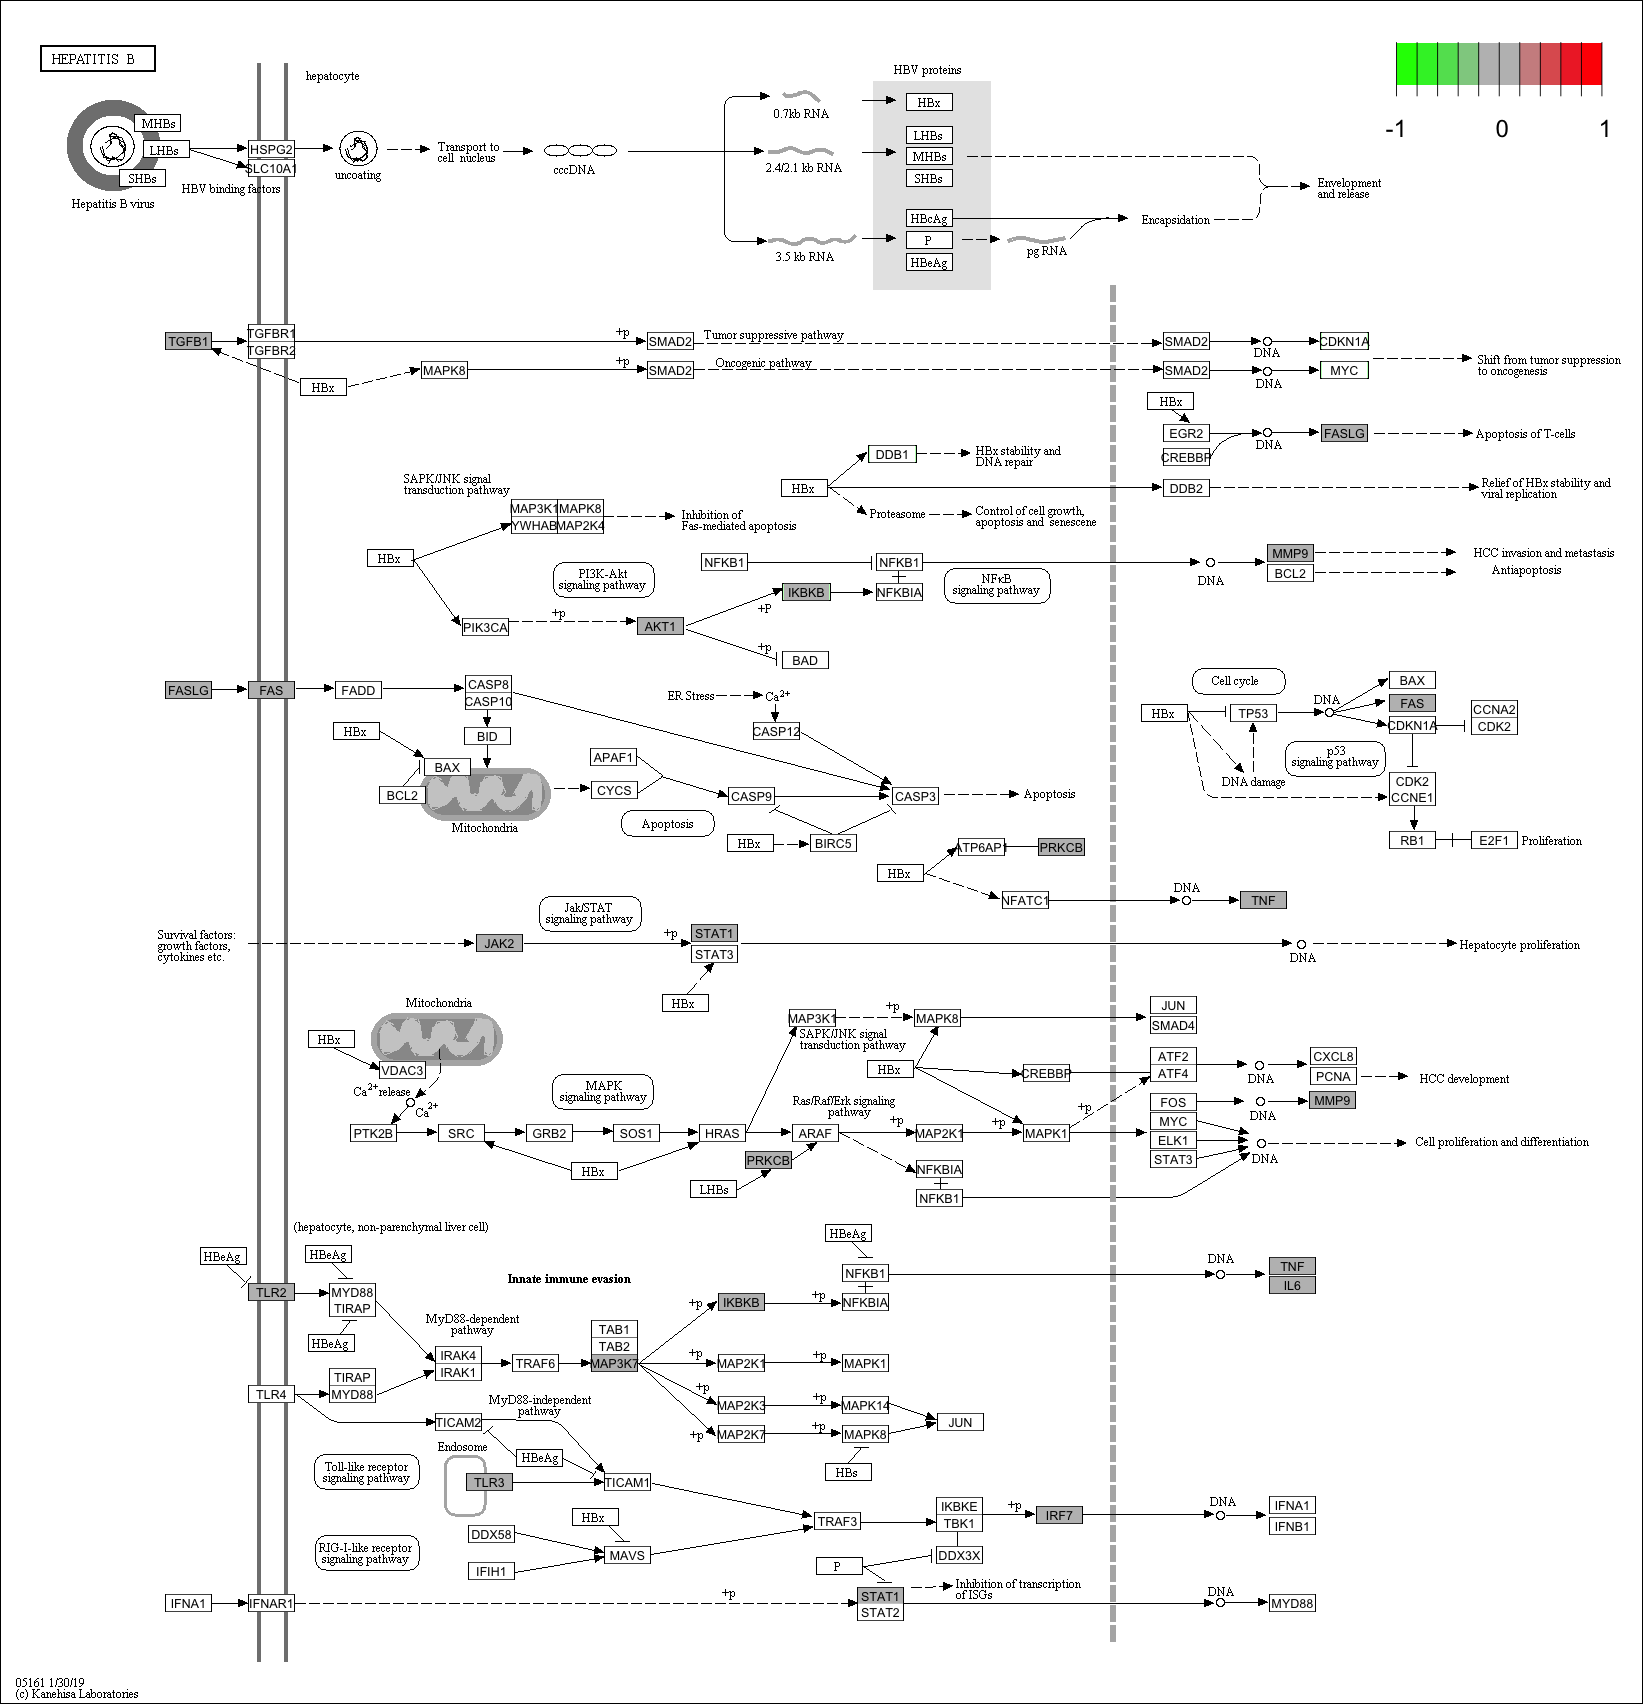 HEPATITIS B
hepatocyte
-1 0 1
HBV proteins
MHBs
LHBs
SHBs
Hepatitis B virus
HSPG2
SLC10A1
HBV binding factors
uncoating
Transport to
cell nucleus
cccDNA
0.7kb RNA
2.4/2.1 kb RNA
3.5 kb RNA
HBx
LHBs
MHBs
SHBs
HBcAg
P
HBeAg
pg RNA
Encapsidation
Envelopment
and release
TGFB1
TGFBR1
TGFBR2
+p
SMAD2
Tumor suppressive pathway
SMAD2
DNA
CDKN1A
HBx
MAPK8
+p
SMAD2
Oncogenic pathway
SMAD2
DNA
MYC
Shift from tumor suppression
to oncogenesis
HBx
EGR2
CREBBP
DNA
FASLG
Apoptosis of T-cells
HBx
DDB1
HBx stability and
DNA repair
DDB2
Relief of HBx stability and
viral replication
Proteasome
Control of cell growth,
apoptosis and senescene
SAPK/JNK signal
transduction pathway
MAP3K1 MAPK8
YWHAB MAP2K4
Inhibition of
Fas-mediated apoptosis
HBx
PI3K-Akt
signaling pathway
PIK3CA
+p
AKT1
NFKB1
NFKB1
IKBKB
+P
NFKBIA
NFκB
signaling pathway
+p
BAD
DNA
MMP9
BCL2
HCC invasion and metastasis
Antiapoptosis
FASLG
FAS
FADD
CASP8
CASP10
BID
HBx
BAX
BCL2
Mitochondria
ER Stress
Ca2+
CASP12
APAF1
CYCS
CASP9
CASP3
Apoptosis
Apoptosis
HBx
BIRC5
Cell cycle
HBx
TP53
DNA
BAX
FAS
CDKN1A
CCNA2
CDK2
p53
signaling pathway
DNA damage
CDK2
CCNE1
RB1
E2F1
Proliferation
HBx
ATP6AP1
PRKCB
NFATC1
DNA
TNF
Survival factors:
growth factors,
cytokines etc.
JAK2
Jak/STAT
signaling pathway
+p
STAT1
STAT3
HBx
DNA
Hepatocyte proliferation
Mitochondria
HBx
VDAC3
Ca2+ release
Ca2+
MAPK
signaling pathway
PTK2B
SRC
GRB2
SOS1
HRAS
HBx
MAP3K1
+p
MAPK8
SAPK/JNK signal
transduction pathway
HBx
CREBBP
Ras/Raf/Erk signaling
pathway
ARAF
+p
MAP2K1
+p
MAPK1
+p
PRKCB
LHBs
NFKBIA
NFKB1
JUN
SMAD4
ATF2
ATF4
DNA
CXCL8
PCNA
HCC development
FOS
DNA
MMP9
MYC
ELK1
STAT3
DNA
Cell proliferation and differentiation
(hepatocyte, non-parenchymal liver cell)
HBeAg
HBeAg
TLR2
MYD88
TIRAP
HBeAg
Innate immune evasion
MyD88-dependent
pathway
TIRAP
MYD88
TLR4
IRAK4
IRAK1
TRAF6
TAB1
TAB2
MAP3K7
+p
IKBKB
+p
NFKBIA
NFKB1
HBeAg
DNA
TNF
IL6
+p
MAP2K1
+p
MAPK1
+p
MAP2K3
+p
MAPK14
+p
MAP2K7
+p
MAPK8
JUN
HBs
MyD88-independent
pathway
TICAM2
HBeAg
Endosome
TLR3
TICAM1
Toll-like receptor
signaling pathway
RIG-I-like receptor
signaling pathway
DDX58
IFIH1
HBx
MAVS
TRAF3
IKBKE
TBK1
DDX3X
+p
IRF7
DNA
IFNA1
IFNB1
P
IFNA1
IFNAR1
+p
STAT1
STAT2
Inhibition of transcription
of ISGs
DNA
MYD88
05161 1/30/19
(c) Kanehisa Laboratories